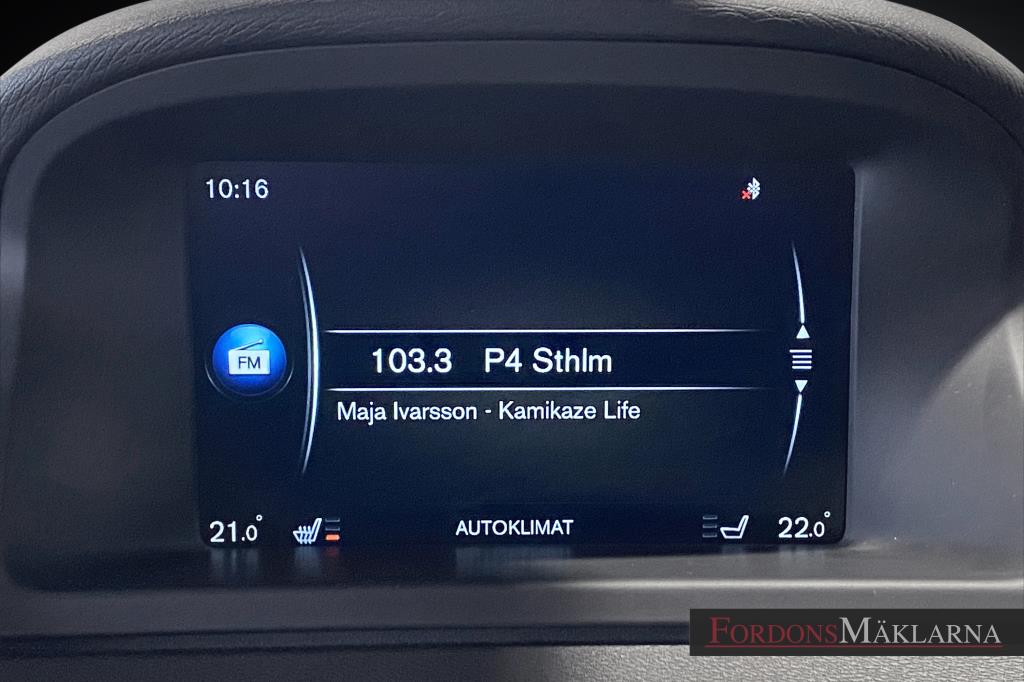 10:16
FM
103.3 P4 Sthlm
Maja Ivarsson - Kamikaze Life
21.0° AUTOKLIMAT 22.0°
FORDONSMÄKLARNA